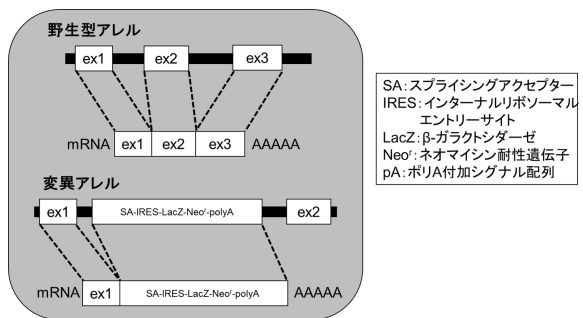 野生型アレル
ex1 ex2 ex3
mRNA ex1 ex2 ex3 AAAAA
変異アレル
ex1 SA-IRES-LacZ-Neoʳ-polyA ex2
mRNA ex1 SA-IRES-LacZ-Neoʳ-polyA AAAAA
SA:スプライシングアクセプター
IRES:インターナルリボソーマル
エントリーサイト
LacZ:β-ガラクトシダーゼ
Neoʳ:ネオマイシン耐性遺伝子
pA:ポリA付加シグナル配列